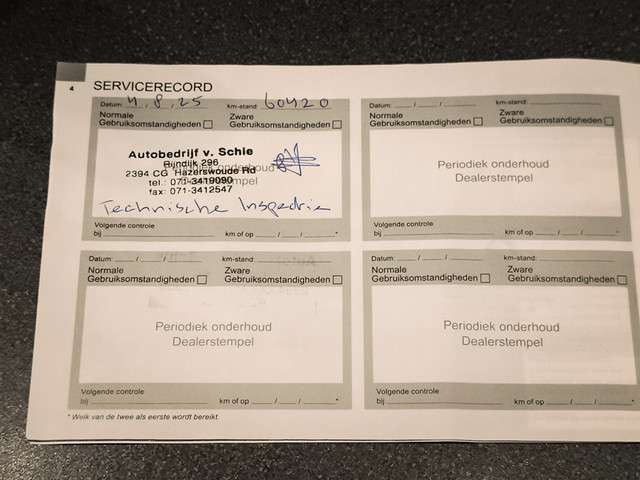 4 SERVICERECORD
Datum: 4.8.25 km-stand: 60420
Normale Gebruiksomstandigheden Zware Gebruiksomstandigheden
Periodiek onderhoud
Dealerstempel
Autobedrijf v. Schie
Rijndijk 296
2394 CG Hazerswoude Rd
tel.: 071-3419090
fax: 071-3412547
Technische Inspectie
Volgende controle
bij km of op / / *
Datum: / / km-stand:
Normale Gebruiksomstandigheden Zware Gebruiksomstandigheden
Periodiek onderhoud
Dealerstempel
Volgende controle
bij km of op / / *
Datum: / / km-stand:
Normale Gebruiksomstandigheden Zware Gebruiksomstandigheden
Periodiek onderhoud
Dealerstempel
Volgende controle
bij km of op / / *
Datum: / / km-stand:
Normale Gebruiksomstandigheden Zware Gebruiksomstandigheden
Periodiek onderhoud
Dealerstempel
Volgende controle
bij km of op / / *
* Welk van de twee als eerste wordt bereikt.